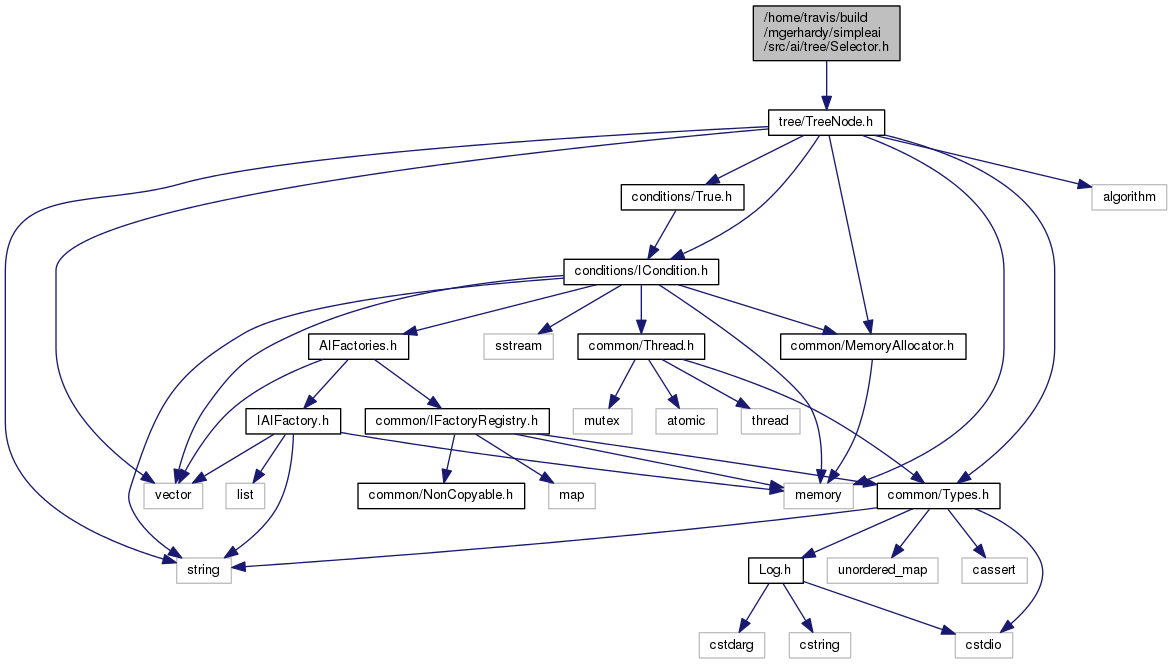 /home/travis/build
/mgerhardy/simpleai
/src/ai/tree/Selector.h
tree/TreeNode.h
conditions/True.h
algorithm
conditions/ICondition.h
AIFactories.h
sstream
common/Thread.h
common/MemoryAllocator.h
IAIFactory.h
common/IFactoryRegistry.h
mutex
atomic
thread
vector
list
common/NonCopyable.h
map
memory
common/Types.h
string
Log.h
unordered_map
cassert
cstdarg
cstring
cstdio